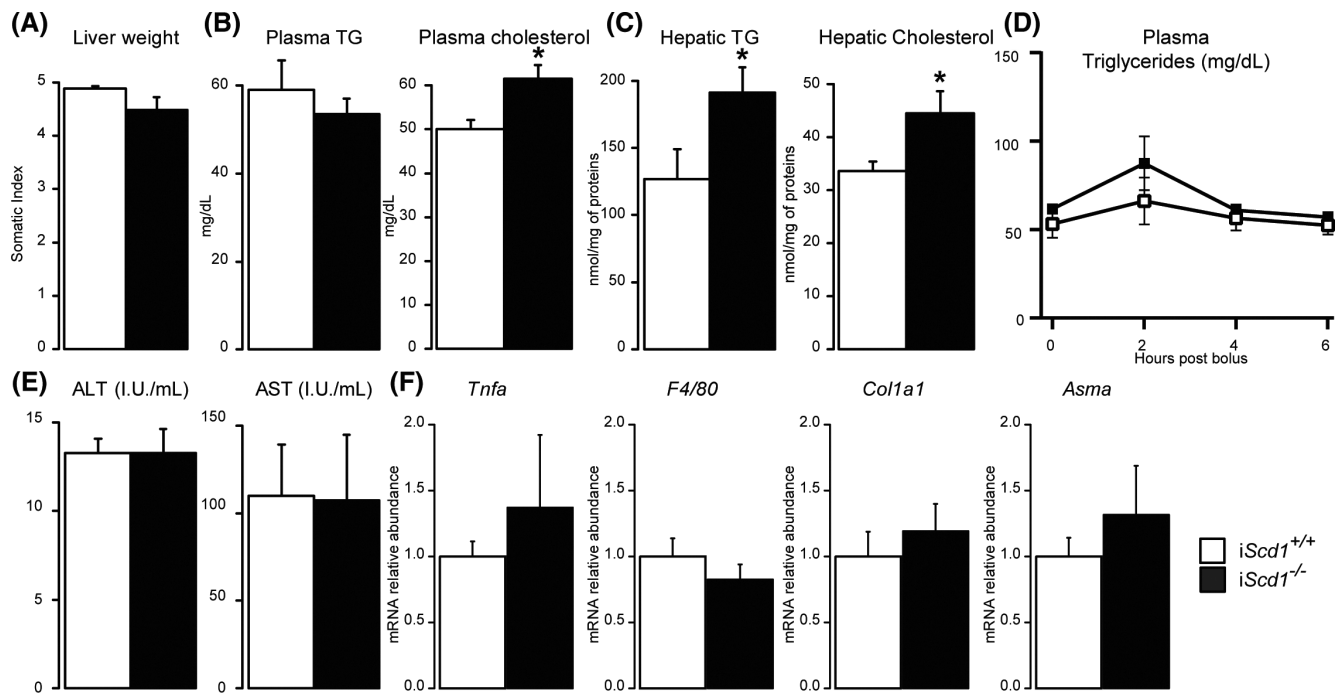 (A)
Liver weight
Somatic Index
5
4
3
2
1
0
(B)
Plasma TG
mg/dL
60
40
20
0
Plasma cholesterol
*
mg/dL
60
50
40
30
20
10
0
(C)
Hepatic TG
*
nmol/mg of proteins
200
150
100
50
0
Hepatic Cholesterol
*
nmol/mg of proteins
50
40
30
20
10
0
(D)
Plasma
Triglycerides (mg/dL)
150
100
50
0
0 2 4 6
Hours post bolus
(E)
ALT (I.U./mL)
15
10
5
0
AST (I.U./mL)
150
100
50
0
(F)
Tnfa
mRNA relative abundance
2.0
1.5
1.0
0.5
0.0
F4/80
mRNA relative abundance
2.0
1.5
1.0
0.5
0.0
Col1a1
mRNA relative abundance
2.0
1.5
1.0
0.5
0.0
Asma
mRNA relative abundance
2.0
1.5
1.0
0.5
0.0
iScd1+/+
iScd1-/-